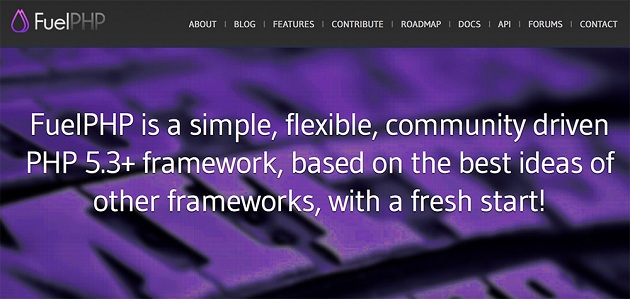 FuelPHP
ABOUT | BLOG | FEATURES | CONTRIBUTE | ROADMAP | DOCS | API | FORUMS | CONTACT
FuelPHP is a simple, flexible, community driven
PHP 5.3+ framework, based on the best ideas of
other frameworks, with a fresh start!